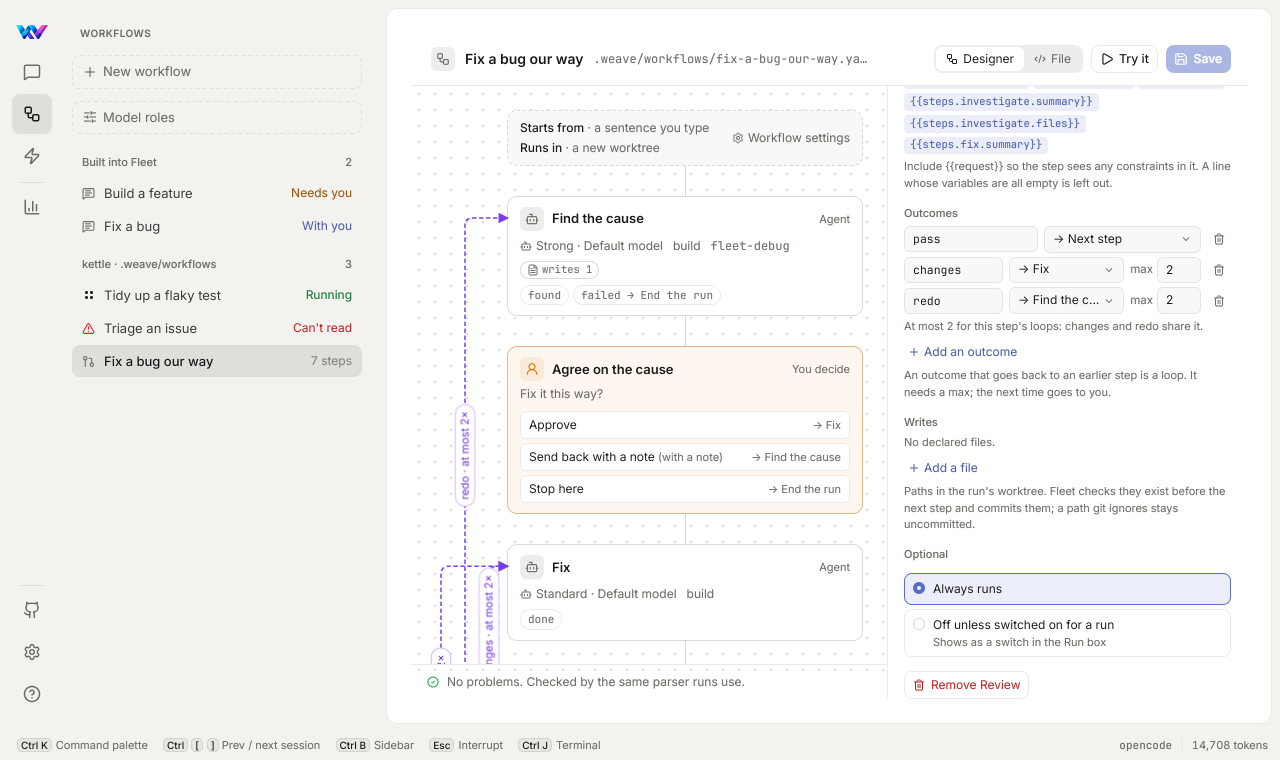 WORKFLOWS
New workflow
Model roles
Built into Fleet 2
Build a feature Needs you
Fix a bug With you
kettle · .weave/workflows 3
Tidy up a flaky test Running
Triage an issue Can't read
Fix a bug our way 7 steps
Fix a bug our way .weave/workflows/fix-a-bug-our-way.ya…
Designer File Try it Save
Starts from · a sentence you type
Runs in · a new worktree
Workflow settings
Find the cause Agent
Strong · Default model build fleet-debug
writes 1
found failed → End the run
Agree on the cause You decide
Fix it this way?
Approve → Fix
Send back with a note (with a note) → Find the cause
Stop here → End the run
redo · at most 2×
Fix Agent
Standard · Default model build
done
nges · at most 2×
No problems. Checked by the same parser runs use.
{{steps.investigate.summary}}
{{steps.investigate.files}}
{{steps.fix.summary}}
Include {{request}} so the step sees any constraints in it. A line
whose variables are all empty is left out.
Outcomes
pass → Next step
changes → Fix max 2
redo → Find the c… max 2
At most 2 for this step's loops: changes and redo share it.
+ Add an outcome
An outcome that goes back to an earlier step is a loop. It
needs a max; the next time goes to you.
Writes
No declared files.
+ Add a file
Paths in the run's worktree. Fleet checks they exist before the
next step and commits them; a path git ignores stays
uncommitted.
Optional
Always runs
Off unless switched on for a run
Shows as a switch in the Run box
Remove Review
Ctrl K Command palette Ctrl [ ] Prev / next session Ctrl B Sidebar Esc Interrupt Ctrl J Terminal
opencode 14,708 tokens